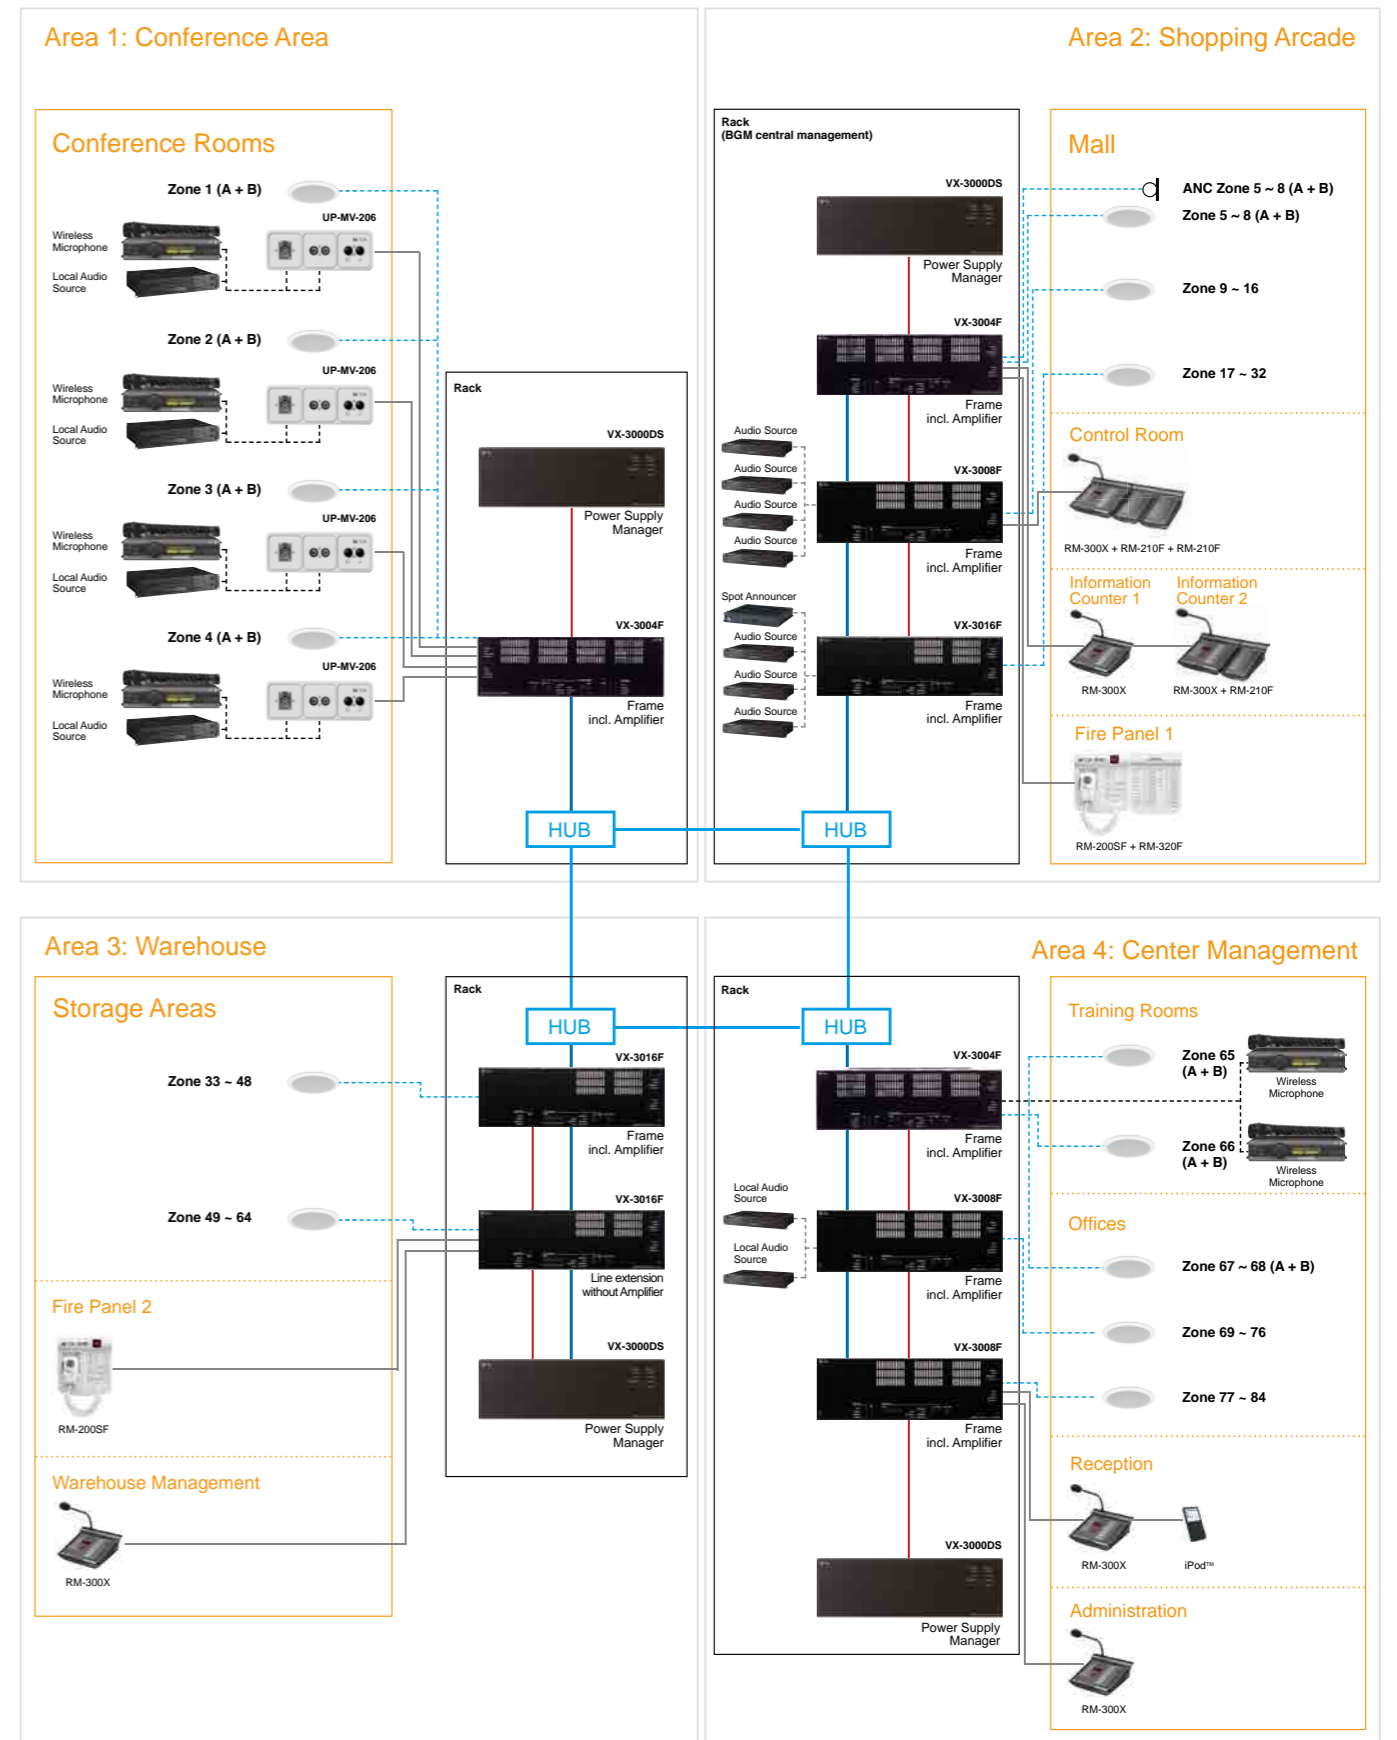 Area 1: Conference Area
Conference Rooms
Zone 1 (A + B)
UP-MV-206
Wireless
Microphone
Local Audio
Source
Zone 2 (A + B)
UP-MV-206
Wireless
Microphone
Local Audio
Source
Zone 3 (A + B)
UP-MV-206
Wireless
Microphone
Local Audio
Source
Zone 4 (A + B)
UP-MV-206
Wireless
Microphone
Local Audio
Source
Rack
VX-3000DS
Power Supply
Manager
VX-3004F
Frame
incl. Amplifier
HUB
Area 2: Shopping Arcade
Rack
(BGM central management)
VX-3000DS
Power Supply
Manager
VX-3004F
Frame
incl. Amplifier
Audio Source
Audio Source
Audio Source
Audio Source
VX-3008F
Frame
incl. Amplifier
Spot Announcer
Audio Source
Audio Source
Audio Source
VX-3016F
Frame
incl. Amplifier
HUB
Mall
ANC Zone 5 ~ 8 (A + B)
Zone 5 ~ 8 (A + B)
Zone 9 ~ 16
Zone 17 ~ 32
Control Room
RM-300X + RM-210F + RM-210F
Information
Counter 1
Information
Counter 2
RM-300X
RM-300X + RM-210F
Fire Panel 1
RM-200SF + RM-320F
Area 3: Warehouse
Storage Areas
Zone 33 ~ 48
Zone 49 ~ 64
Fire Panel 2
RM-200SF
Warehouse Management
RM-300X
Rack
HUB
VX-3016F
Frame
incl. Amplifier
VX-3016F
Line extension
without Amplifier
VX-3000DS
Power Supply
Manager
Area 4: Center Management
Rack
HUB
VX-3004F
Frame
incl. Amplifier
Local Audio
Source
Local Audio
Source
VX-3008F
Frame
incl. Amplifier
VX-3008F
Frame
incl. Amplifier
VX-3000DS
Power Supply
Manager
Training Rooms
Zone 65
(A + B)
Wireless
Microphone
Zone 66
(A + B)
Wireless
Microphone
Offices
Zone 67 ~ 68 (A + B)
Zone 69 ~ 76
Zone 77 ~ 84
Reception
RM-300X
iPod™
Administration
RM-300X